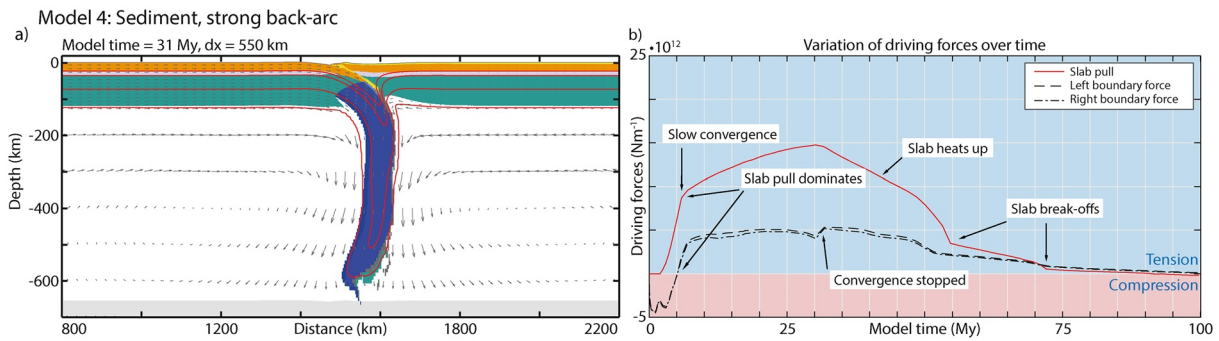 Model 4: Sediment, strong back-arc
a)
Model time = 31 My, dx = 550 km
0
-200
-400
-600
Depth (km)
800
1200
Distance (km)
1800
2200
b)
Variation of driving forces over time
25
•10¹²
Slab pull
Left boundary force
Right boundary force
Slow convergence
Slab pull dominates
Slab heats up
Slab break-offs
Convergence stopped
Tension
Compression
Driving forces (Nm⁻¹)
-5
0
25
Model time (My)
75
100